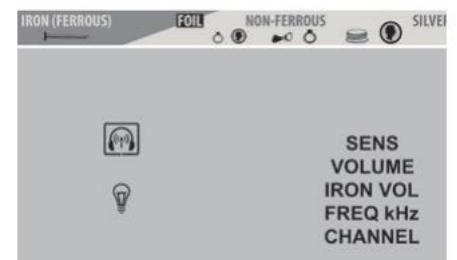 IRON (FERROUS) FOIL NON-FERROUS SILVE
SENS
VOLUME
IRON VOL
FREQ kHz
CHANNEL